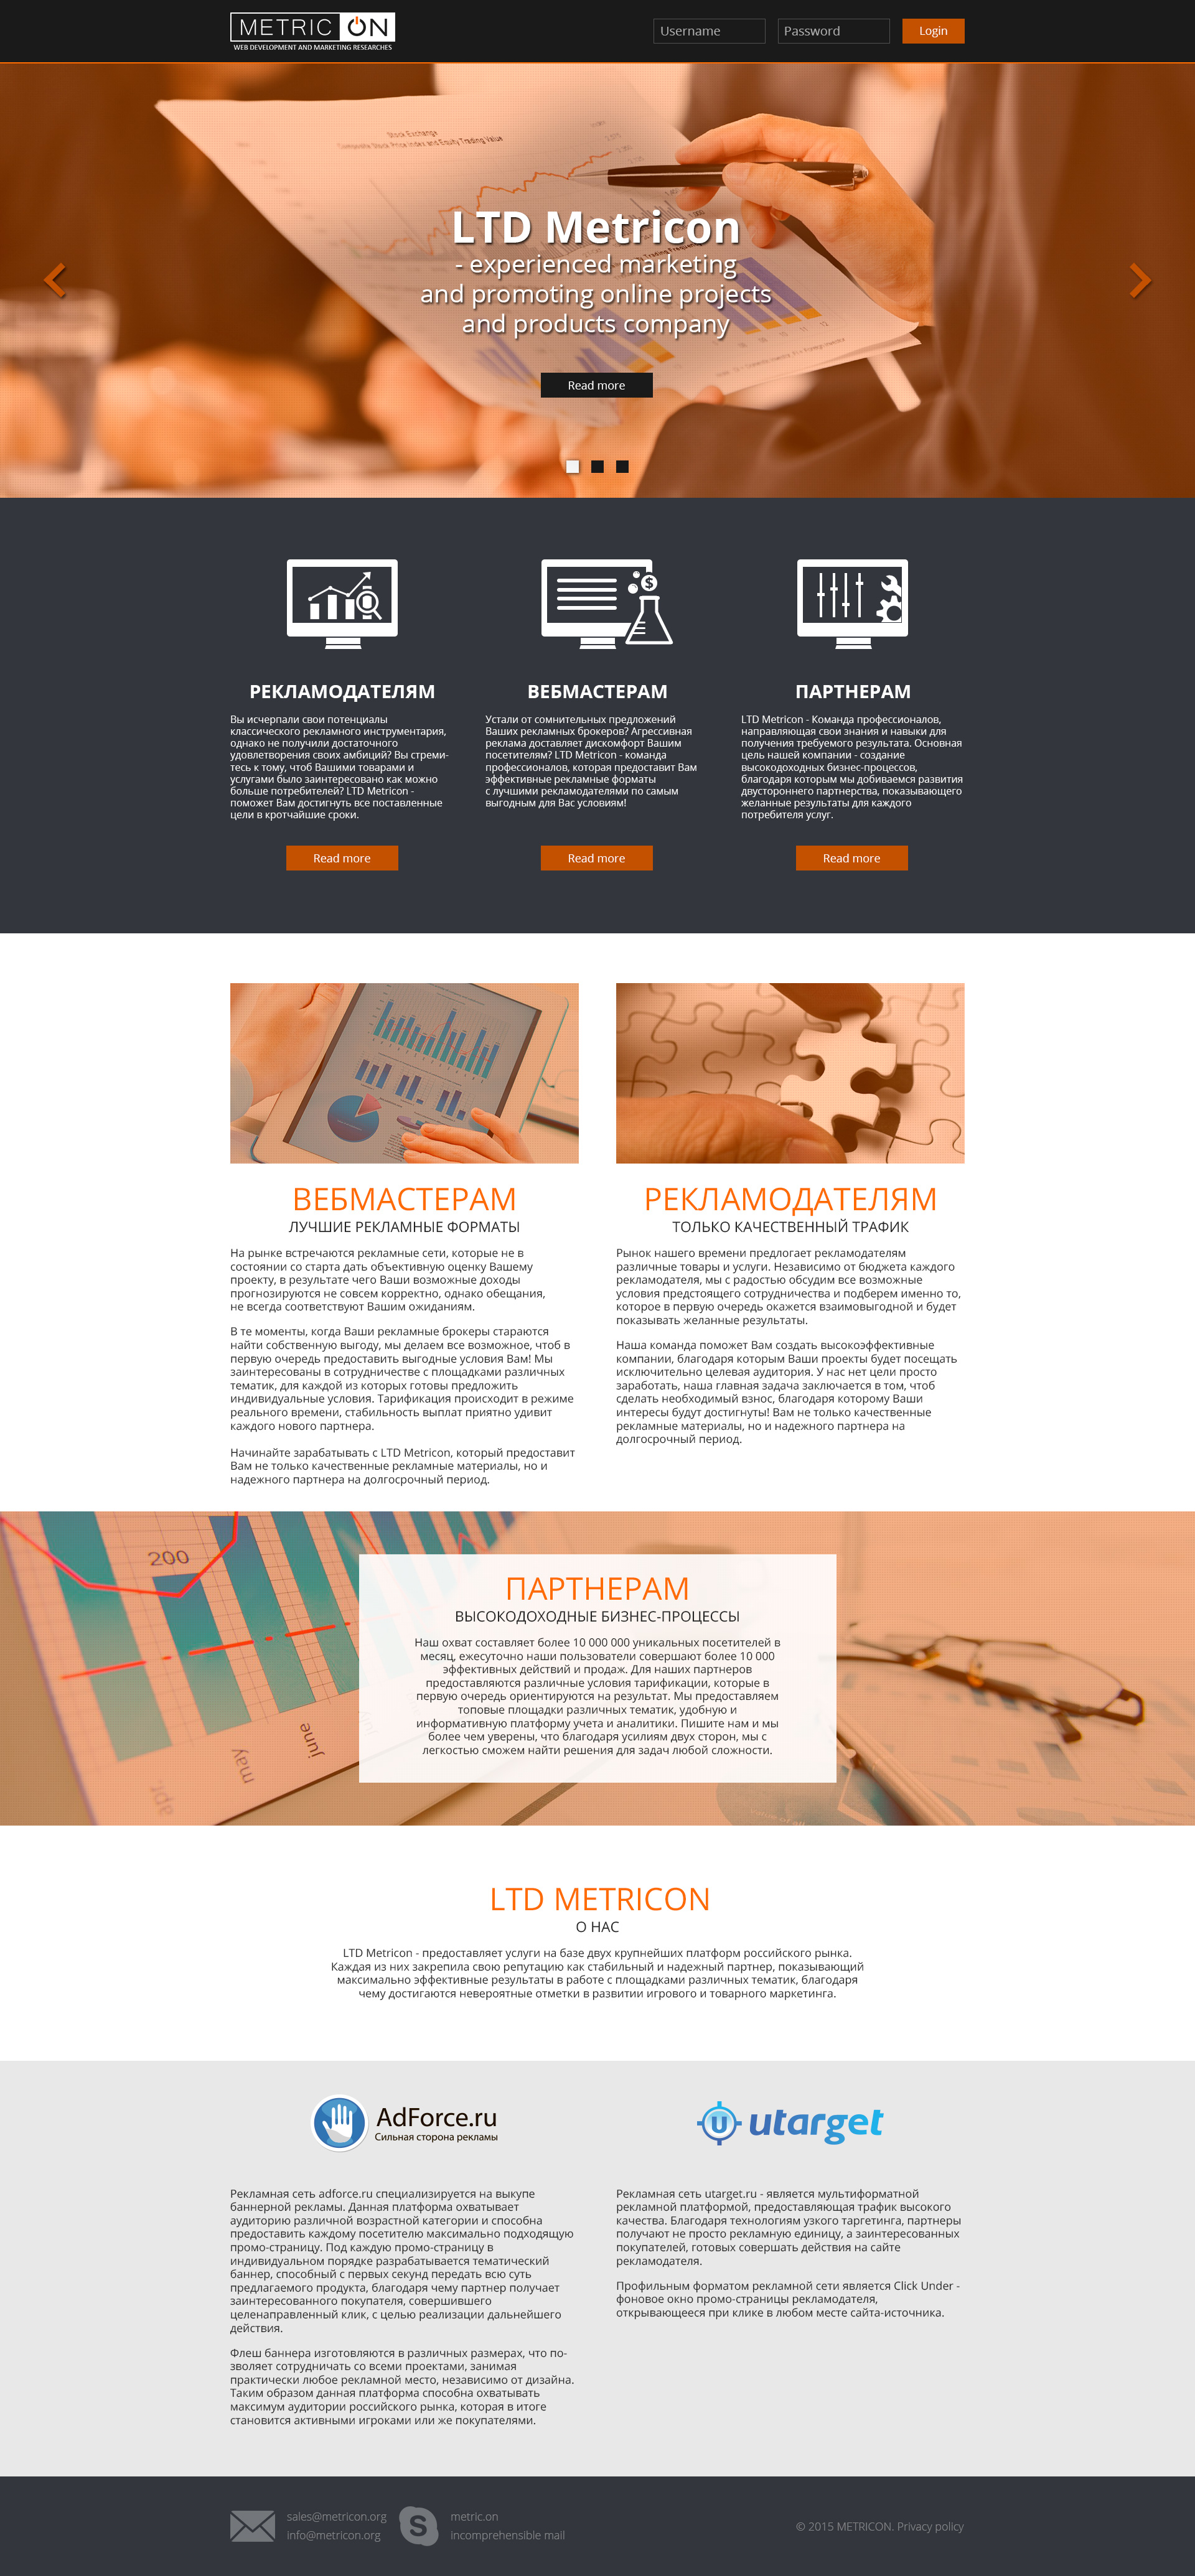 METRIC ON
WEB DEVELOPMENT AND MARKETING RESEARCHES
Username
Password
Login
Stock Exchange
Composite Stock Price Index and Equity Trading Value
LTD Metricon
- experienced marketing
and promoting online projects
and products company
Read more
РЕКЛАМОДАТЕЛЯМ
Вы исчерпали свои потенциалы
классического рекламного инструментария,
однако не получили достаточного
удовлетворения своих амбиций? Вы стреми-
тесь к тому, чтоб Вашими товарами и
услугами было заинтересовано как можно
больше потребителей? LTD Metricon -
поможет Вам достигнуть все поставленные
цели в кротчайшие сроки.
Read more
ВЕБМАСТЕРАМ
Устали от сомнительных предложений
Ваших рекламных брокеров? Агрессивная
реклама доставляет дискомфорт Вашим
посетителям? LTD Metricon - команда
профессионалов, которая предоставит Вам
эффективные рекламные форматы
с лучшими рекламодателями по самым
выгодным для Вас условиям!
Read more
ПАРТНЕРАМ
LTD Metricon - Команда профессионалов,
направляющая свои знания и навыки для
получения требуемого результата. Основная
цель нашей компании - создание
высокодоходных бизнес-процессов,
благодаря которым мы добиваемся развития
двустороннего партнерства, показывающего
желанные результаты для каждого
потребителя услуг.
Read more
ВЕБМАСТЕРАМ
ЛУЧШИЕ РЕКЛАМНЫЕ ФОРМАТЫ
На рынке встречаются рекламные сети, которые не в
состоянии со старта дать объективную оценку Вашему
проекту, в результате чего Ваши возможные доходы
прогнозируются не совсем корректно, однако обещания,
не всегда соответствуют Вашим ожиданиям.
В те моменты, когда Ваши рекламные брокеры стараются
найти собственную выгоду, мы делаем все возможное, чтоб в
первую очередь предоставить выгодные условия Вам! Мы
заинтересованы в сотрудничестве с площадками различных
тематик, для каждой из которых готовы предложить
индивидуальные условия. Тарификация происходит в режиме
реального времени, стабильность выплат приятно удивит
каждого нового партнера.
Начинайте зарабатывать с LTD Metricon, который предоставит
Вам не только качественные рекламные материалы, но и
надежного партнера на долгосрочный период.
РЕКЛАМОДАТЕЛЯМ
ТОЛЬКО КАЧЕСТВЕННЫЙ ТРАФИК
Рынок нашего времени предлогает рекламодателям
различные товары и услуги. Независимо от бюджета каждого
рекламодателя, мы с радостью обсудим все возможные
условия предстоящего сотрудничества и подберем именно то,
которое в первую очередь окажется взаимовыгодной и будет
показывать желанные результаты.
Наша команда поможет Вам создать высокоэффективные
компании, благодаря которым Ваши проекты будет посещать
исключительно целевая аудитория. У нас нет цели просто
заработать, наша главная задача заключается в том, чтоб
сделать необходимый взнос, благодаря которому Ваши
интересы будут достигнуты! Вам не только качественные
рекламные материалы, но и надежного партнера на
долгосрочный период.
200
apr.
may
june
july
ПАРТНЕРАМ
ВЫСОКОДОХОДНЫЕ БИЗНЕС-ПРОЦЕССЫ
Наш охват составляет более 10 000 000 уникальных посетителей в
месяц, ежесуточно наши пользователи совершают более 10 000
эффективных действий и продаж. Для наших партнеров
предоставляются различные условия тарификации, которые в
первую очередь ориентируются на результат. Мы предоставляем
топовые площадки различных тематик, удобную и
информативную платформу учета и аналитики. Пишите нам и мы
более чем уверены, что благодаря усилиям двух сторон, мы с
легкостью сможем найти решения для задач любой сложности.
LTD METRICON
О НАС
LTD Metricon - предоставляет услуги на базе двух крупнейших платформ российского рынка.
Каждая из них закрепила свою репутацию как стабильный и надежный партнер, показывающий
максимально эффективные результаты в работе с площадками различных тематик, благодаря
чему достигаются невероятные отметки в развитии игрового и товарного маркетинга.
AdForce.ru
Сильная сторона рекламы
Рекламная сеть adforce.ru специализируется на выкупе
баннерной рекламы. Данная платформа охватывает
аудиторию различной возрастной категории и способна
предоставить каждому посетителю максимально подходящую
промо-страницу. Под каждую промо-страницу в
индивидуальном порядке разрабатывается тематический
баннер, способный с первых секунд передать всю суть
предлагаемого продукта, благодаря чему партнер получает
заинтересованного покупателя, совершившего
целенаправленный клик, с целью реализации дальнейшего
действия.
Флеш баннера изготовляются в различных размерах, что по-
зволяет сотрудничать со всеми проектами, занимая
практически любое рекламной место, независимо от дизайна.
Таким образом данная платформа способна охватывать
максимум аудитории российского рынка, которая в итоге
становится активными игроками или же покупателями.
utarget
Рекламная сеть utarget.ru - является мультиформатной
рекламной платформой, предоставляющая трафик высокого
качества. Благодаря технологиям узкого таргетинга, партнеры
получают не просто рекламную единицу, а заинтересованных
покупателей, готовых совершать действия на сайте
рекламодателя.
Профильным форматом рекламной сети является Click Under -
фоновое окно промо-страницы рекламодателя,
открывающееся при клике в любом месте сайта-источника.
sales@metricon.org
info@metricon.org
metric.on
incomprehensible mail
© 2015 METRICON. Privacy policy